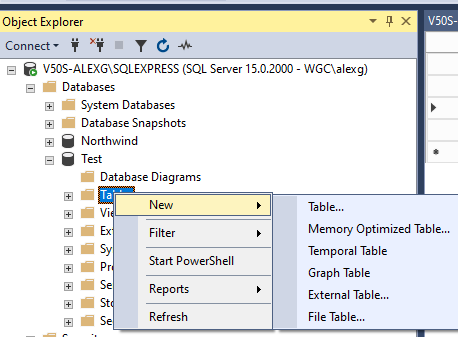 Object Explorer
V50S-
Connect
V50S-ALEXG\SQLEXPRESS (SQL Server 15.0.2000 - WGC\alexg)
Databases
System Databases
Database Snapshots
Northwind
Test
Database Diagrams
Tables
New
Filter
Start PowerShell
Reports
Refresh
Table...
Memory Optimized Table...
Temporal Table
Graph Table
External Table...
File Table...
Vie
Ext
Sy
Pro
Ser
Sto
Se